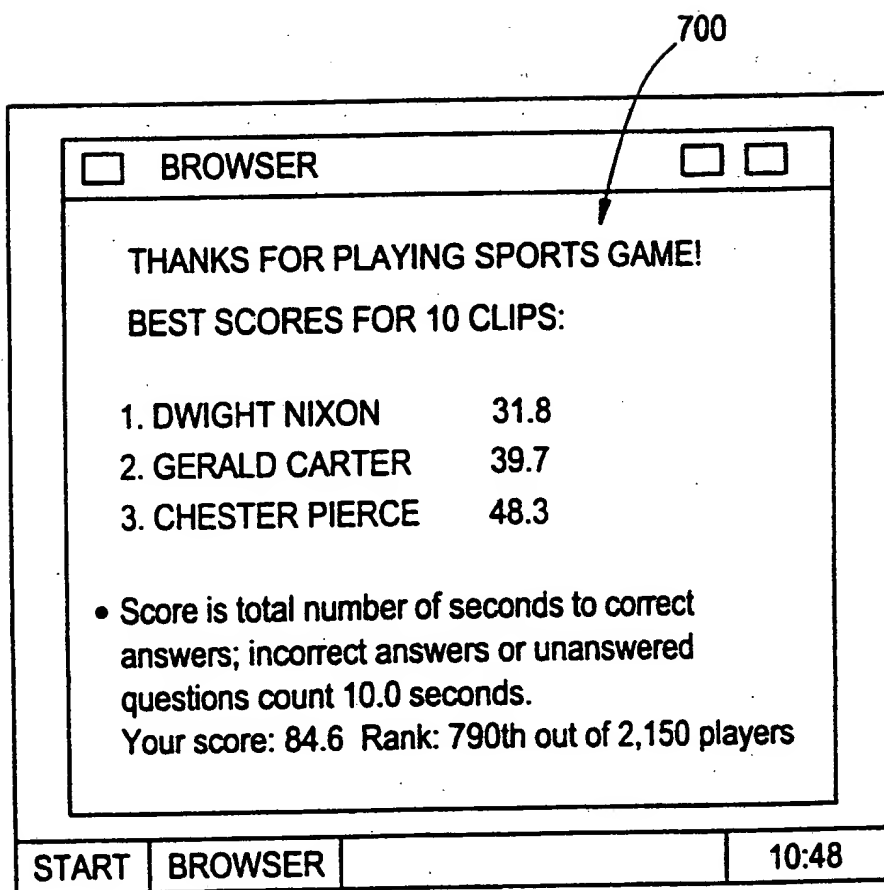 700
BROWSER
THANKS FOR PLAYING SPORTS GAME!
BEST SCORES FOR 10 CLIPS:
1. DWIGHT NIXON 31.8
2. GERALD CARTER 39.7
3. CHESTER PIERCE 48.3
• Score is total number of seconds to correct
answers; incorrect answers or unanswered
questions count 10.0 seconds.
Your score: 84.6 Rank: 790th out of 2,150 players
START BROWSER 10:48